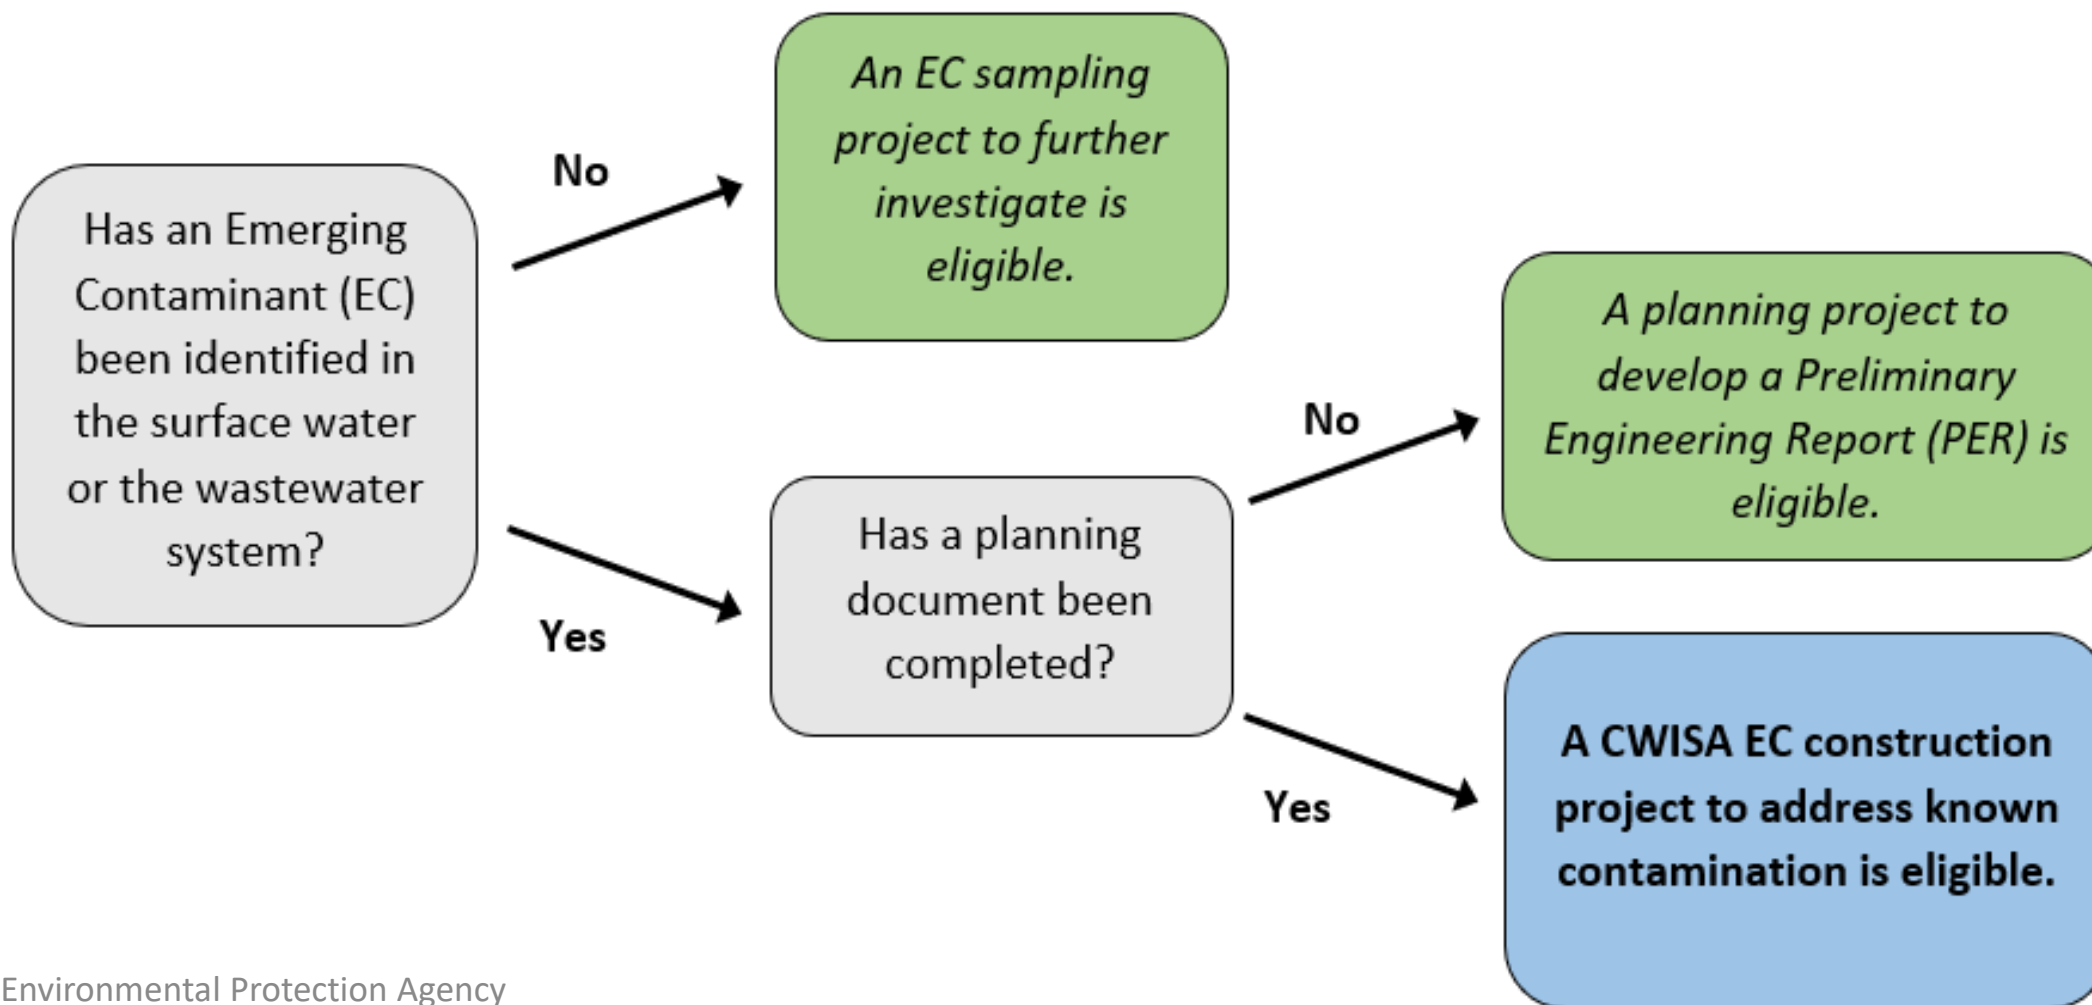 Has an Emerging
Contaminant (EC)
been identified in
the surface water
or the wastewater
system?
No
An EC sampling
project to further
investigate is
eligible.
Yes
Has a planning
document been
completed?
No
A planning project to
develop a Preliminary
Engineering Report (PER) is
eligible.
Yes
A CWISA EC construction
project to address known
contamination is eligible.
Environmental Protection Agency